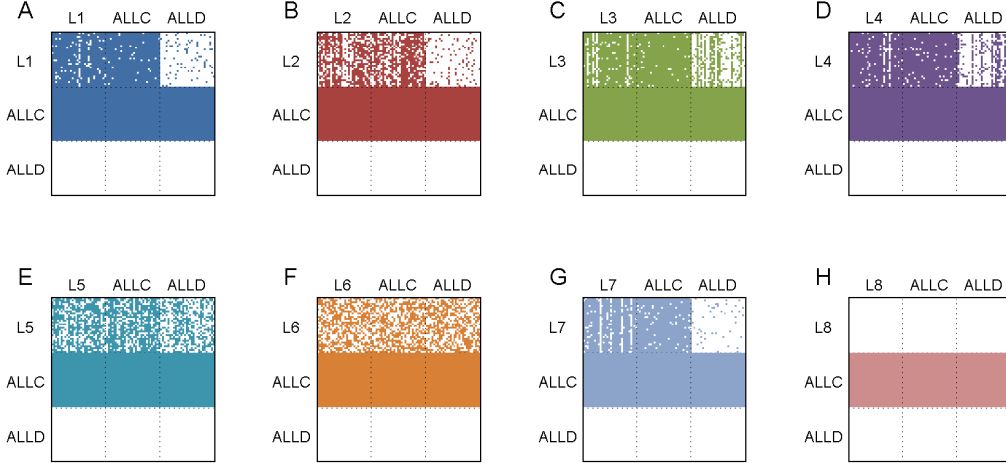 A B C D
L1 ALLC ALLD L2 ALLC ALLD L3 ALLC ALLD L4 ALLC ALLD
L1 L2 L3 L4
ALLC ALLC ALLC ALLC
ALLD ALLD ALLD ALLD
E F G H
L5 ALLC ALLD L6 ALLC ALLD L7 ALLC ALLD L8 ALLC ALLD
L5 L6 L7 L8
ALLC ALLC ALLC ALLC
ALLD ALLD ALLD ALLD